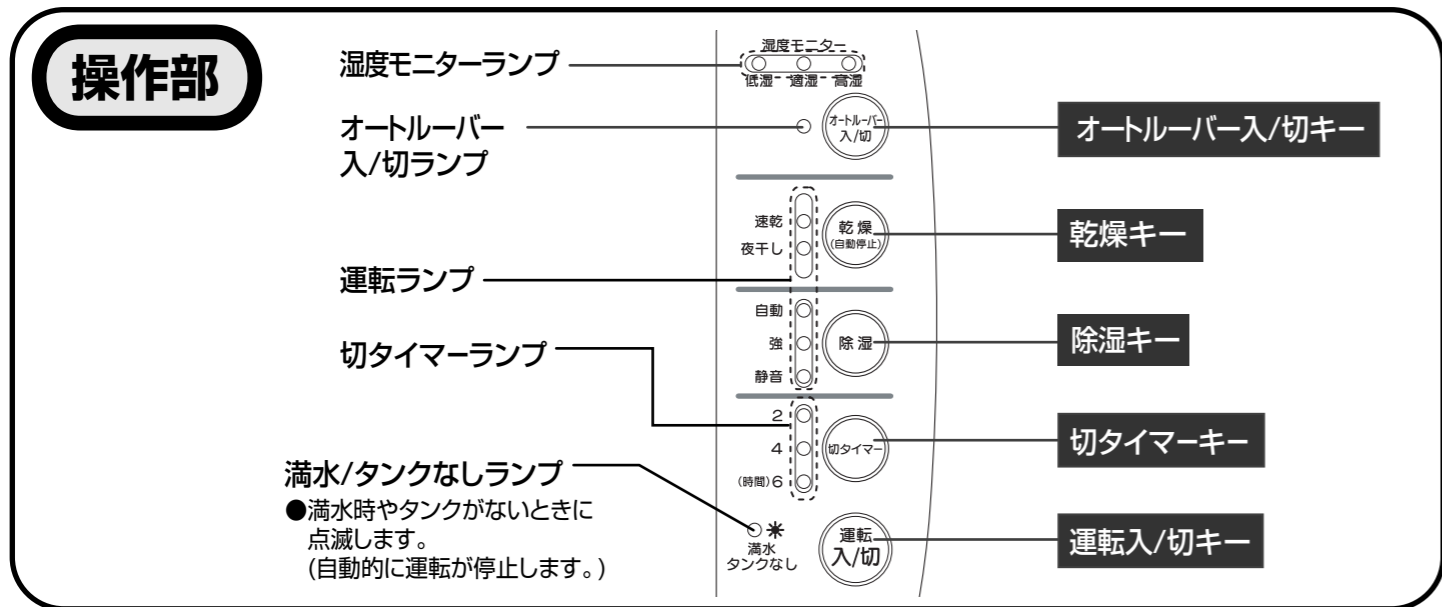 操作部
湿度モニターランプ
オートルーバー
入/切ランプ
運転ランプ
切タイマーランプ
満水/タンクなしランプ
●満水時やタンクがないときに
点滅します。
(自動的に運転が停止します。)
湿度モニター
低湿 適湿 高湿
オートルーバー
入/切
速乾
夜干し
乾燥
(自動停止)
自動
強
静音
除湿
2
4
(時間)6
切タイマー
満水
タンクなし
運転
入/切
オートルーバー入/切キー
乾燥キー
除湿キー
切タイマーキー
運転入/切キー